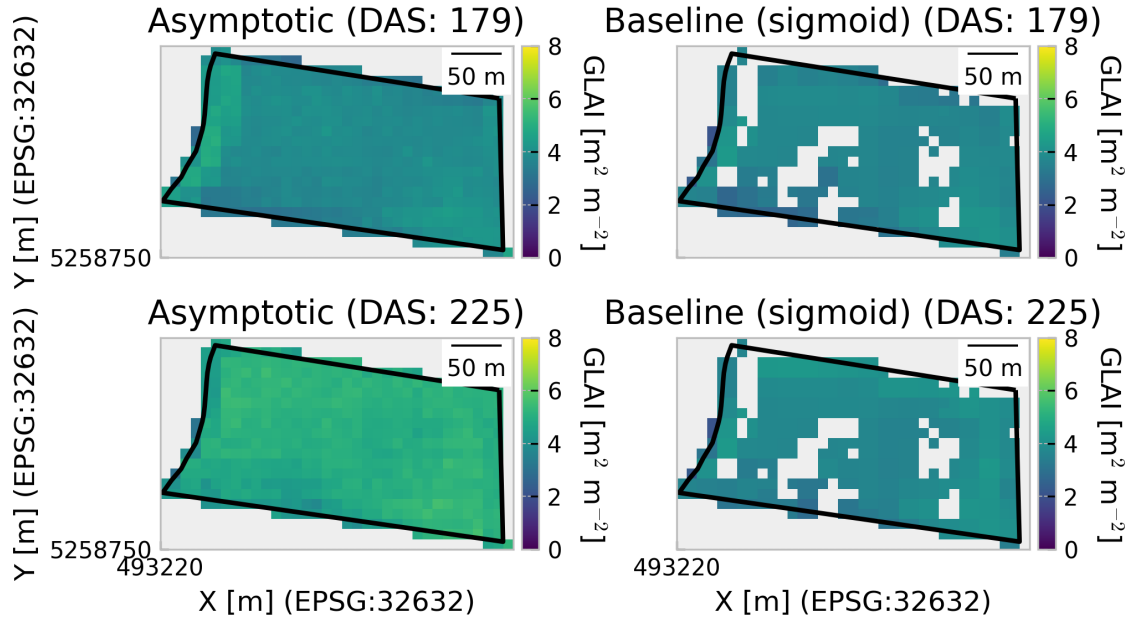 Asymptotic (DAS: 179)
Baseline (sigmoid) (DAS: 179)
Y [m] (EPSG:32632)
5258750
50 m
8
6
4
2
0
GLAI [m² m⁻²]
50 m
8
6
4
2
0
GLAI [m² m⁻²]
Asymptotic (DAS: 225)
Baseline (sigmoid) (DAS: 225)
Y [m] (EPSG:32632)
5258750
493220
X [m] (EPSG:32632)
50 m
8
6
4
2
0
GLAI [m² m⁻²]
493220
X [m] (EPSG:32632)
50 m
8
6
4
2
0
GLAI [m² m⁻²]